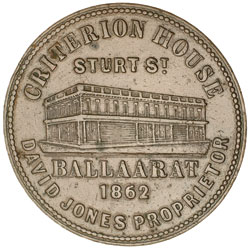 CRITERION HOUSE
STURT ST
BALLAARAT
1862
DAVID JONES PROPRIETOR